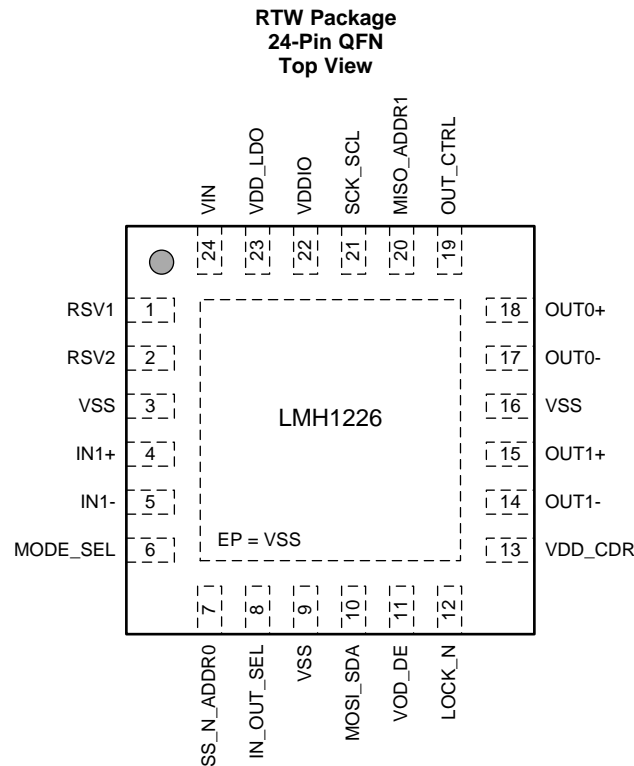 RTW Package
24-Pin QFN
Top View
VIN
VDD_LDO
VDDIO
SCK_SCL
MISO_ADDR1
OUT_CTRL
24
23
22
21
20
19
RSV1 1
RSV2 2
VSS 3
IN1+ 4
IN1- 5
MODE_SEL 6
LMH1226
EP = VSS
18 OUT0+
17 OUT0-
16 VSS
15 OUT1+
14 OUT1-
13 VDD_CDR
7
8
9
10
11
12
SS_N_ADDR0
IN_OUT_SEL
VSS
MOSI_SDA
VOD_DE
LOCK_N